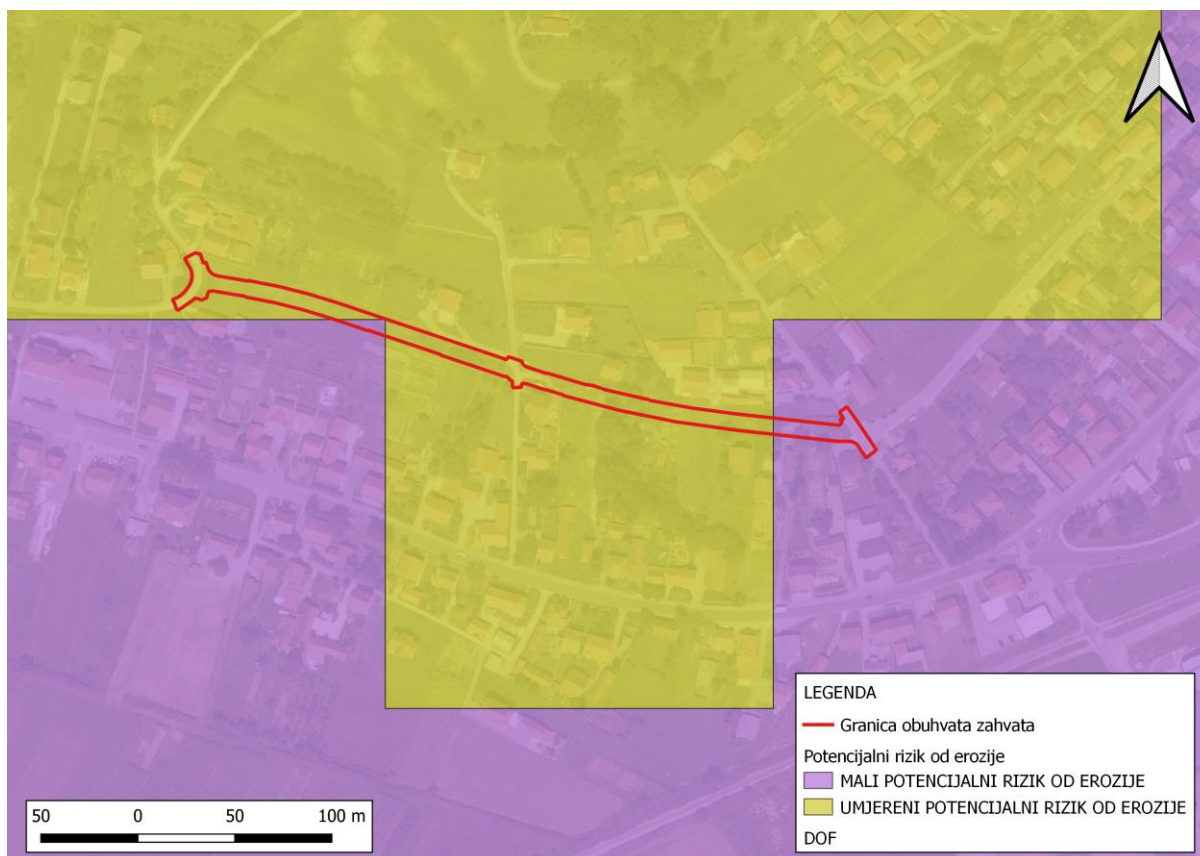 LEGENDA
Granica obuhvata zahvata
Potencijalni rizik od erozije
MALI POTENCIJALNI RIZIK OD EROZIJE
UMJERENI POTENCIJALNI RIZIK OD EROZIJE
DOF
50 0 50 100 m